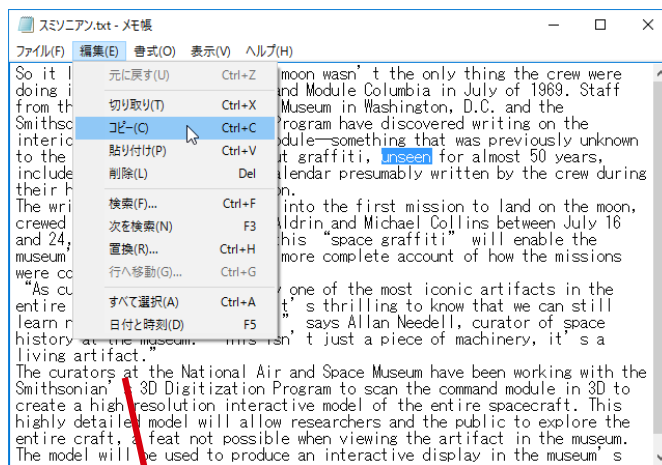 スミソニアン.txt - メモ帳
ファイル(F) 編集(E) 書式(O) 表示(V) ヘルプ(H)
元に戻す(U) Ctrl+Z
切り取り(T) Ctrl+X
コピー(C) Ctrl+C
貼り付け(P) Ctrl+V
削除(L) Del
検索(F)... Ctrl+F
次を検索(N) F3
置換(R)... Ctrl+H
行へ移動(G)... Ctrl+G
すべて選択(A) Ctrl+A
日付と時刻(D) F5
So it moon wasn't the only thing the crew were
doing and Module Columbia in July of 1969. Staff
from Museum in Washington, D.C. and the
Program have discovered writing on the
something that was previously unknown
to the graffiti, unseen for almost 50 years,
include presumably written by the crew during
their
The into the first mission to land on the moon,
crewed Aldrin and Michael Collins between July 16
and 24, "space graffiti" will enable the
museum' more complete account of how the missions
were
"As one of the most iconic artifacts in the
entire s thrilling to know that we can still
learn " says Allan Needell, curator of space
history at the museum. "This isn't just a piece of machinery, it's a
living artifact."
The curators at the National Air and Space Museum have been working with the
Smithsonian's 3D Digitization Program to scan the command module in 3D to
create a high resolution interactive model of the entire spacecraft. This
highly detailed model will allow researchers and the public to explore the
entire craft, a feat not possible when viewing the artifact in the museum.
The model will be used to produce an interactive display in the museum's